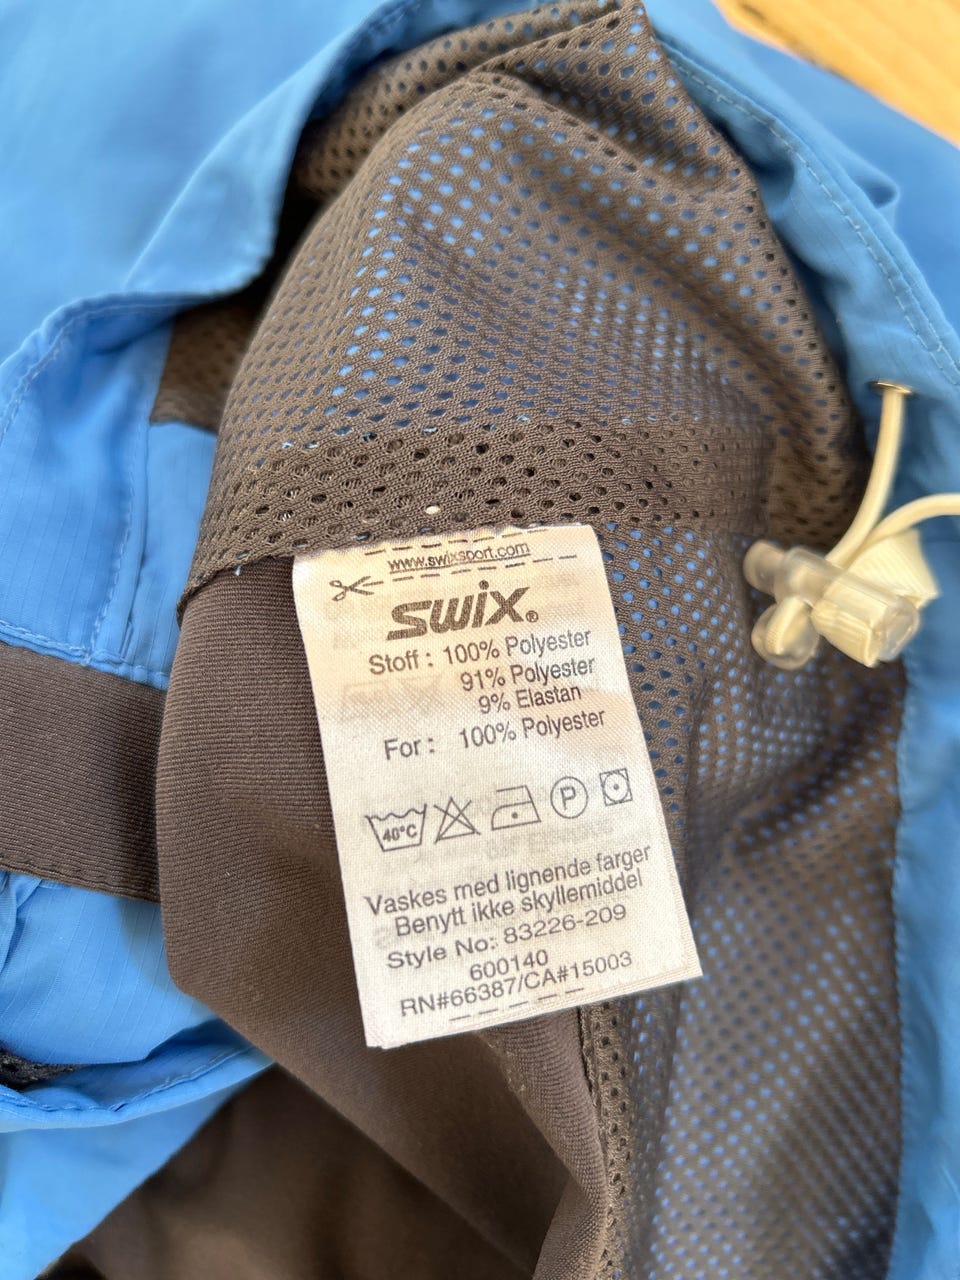 www.swixsport.com
SWIX®
Stoff : 100% Polyester
91% Polyester
9% Elastan
For : 100% Polyester
40°C
P
Vaskes med lignende farger
Benytt ikke skyllemiddel
Style No: 83226-209
600140
RN#66387/CA#15003